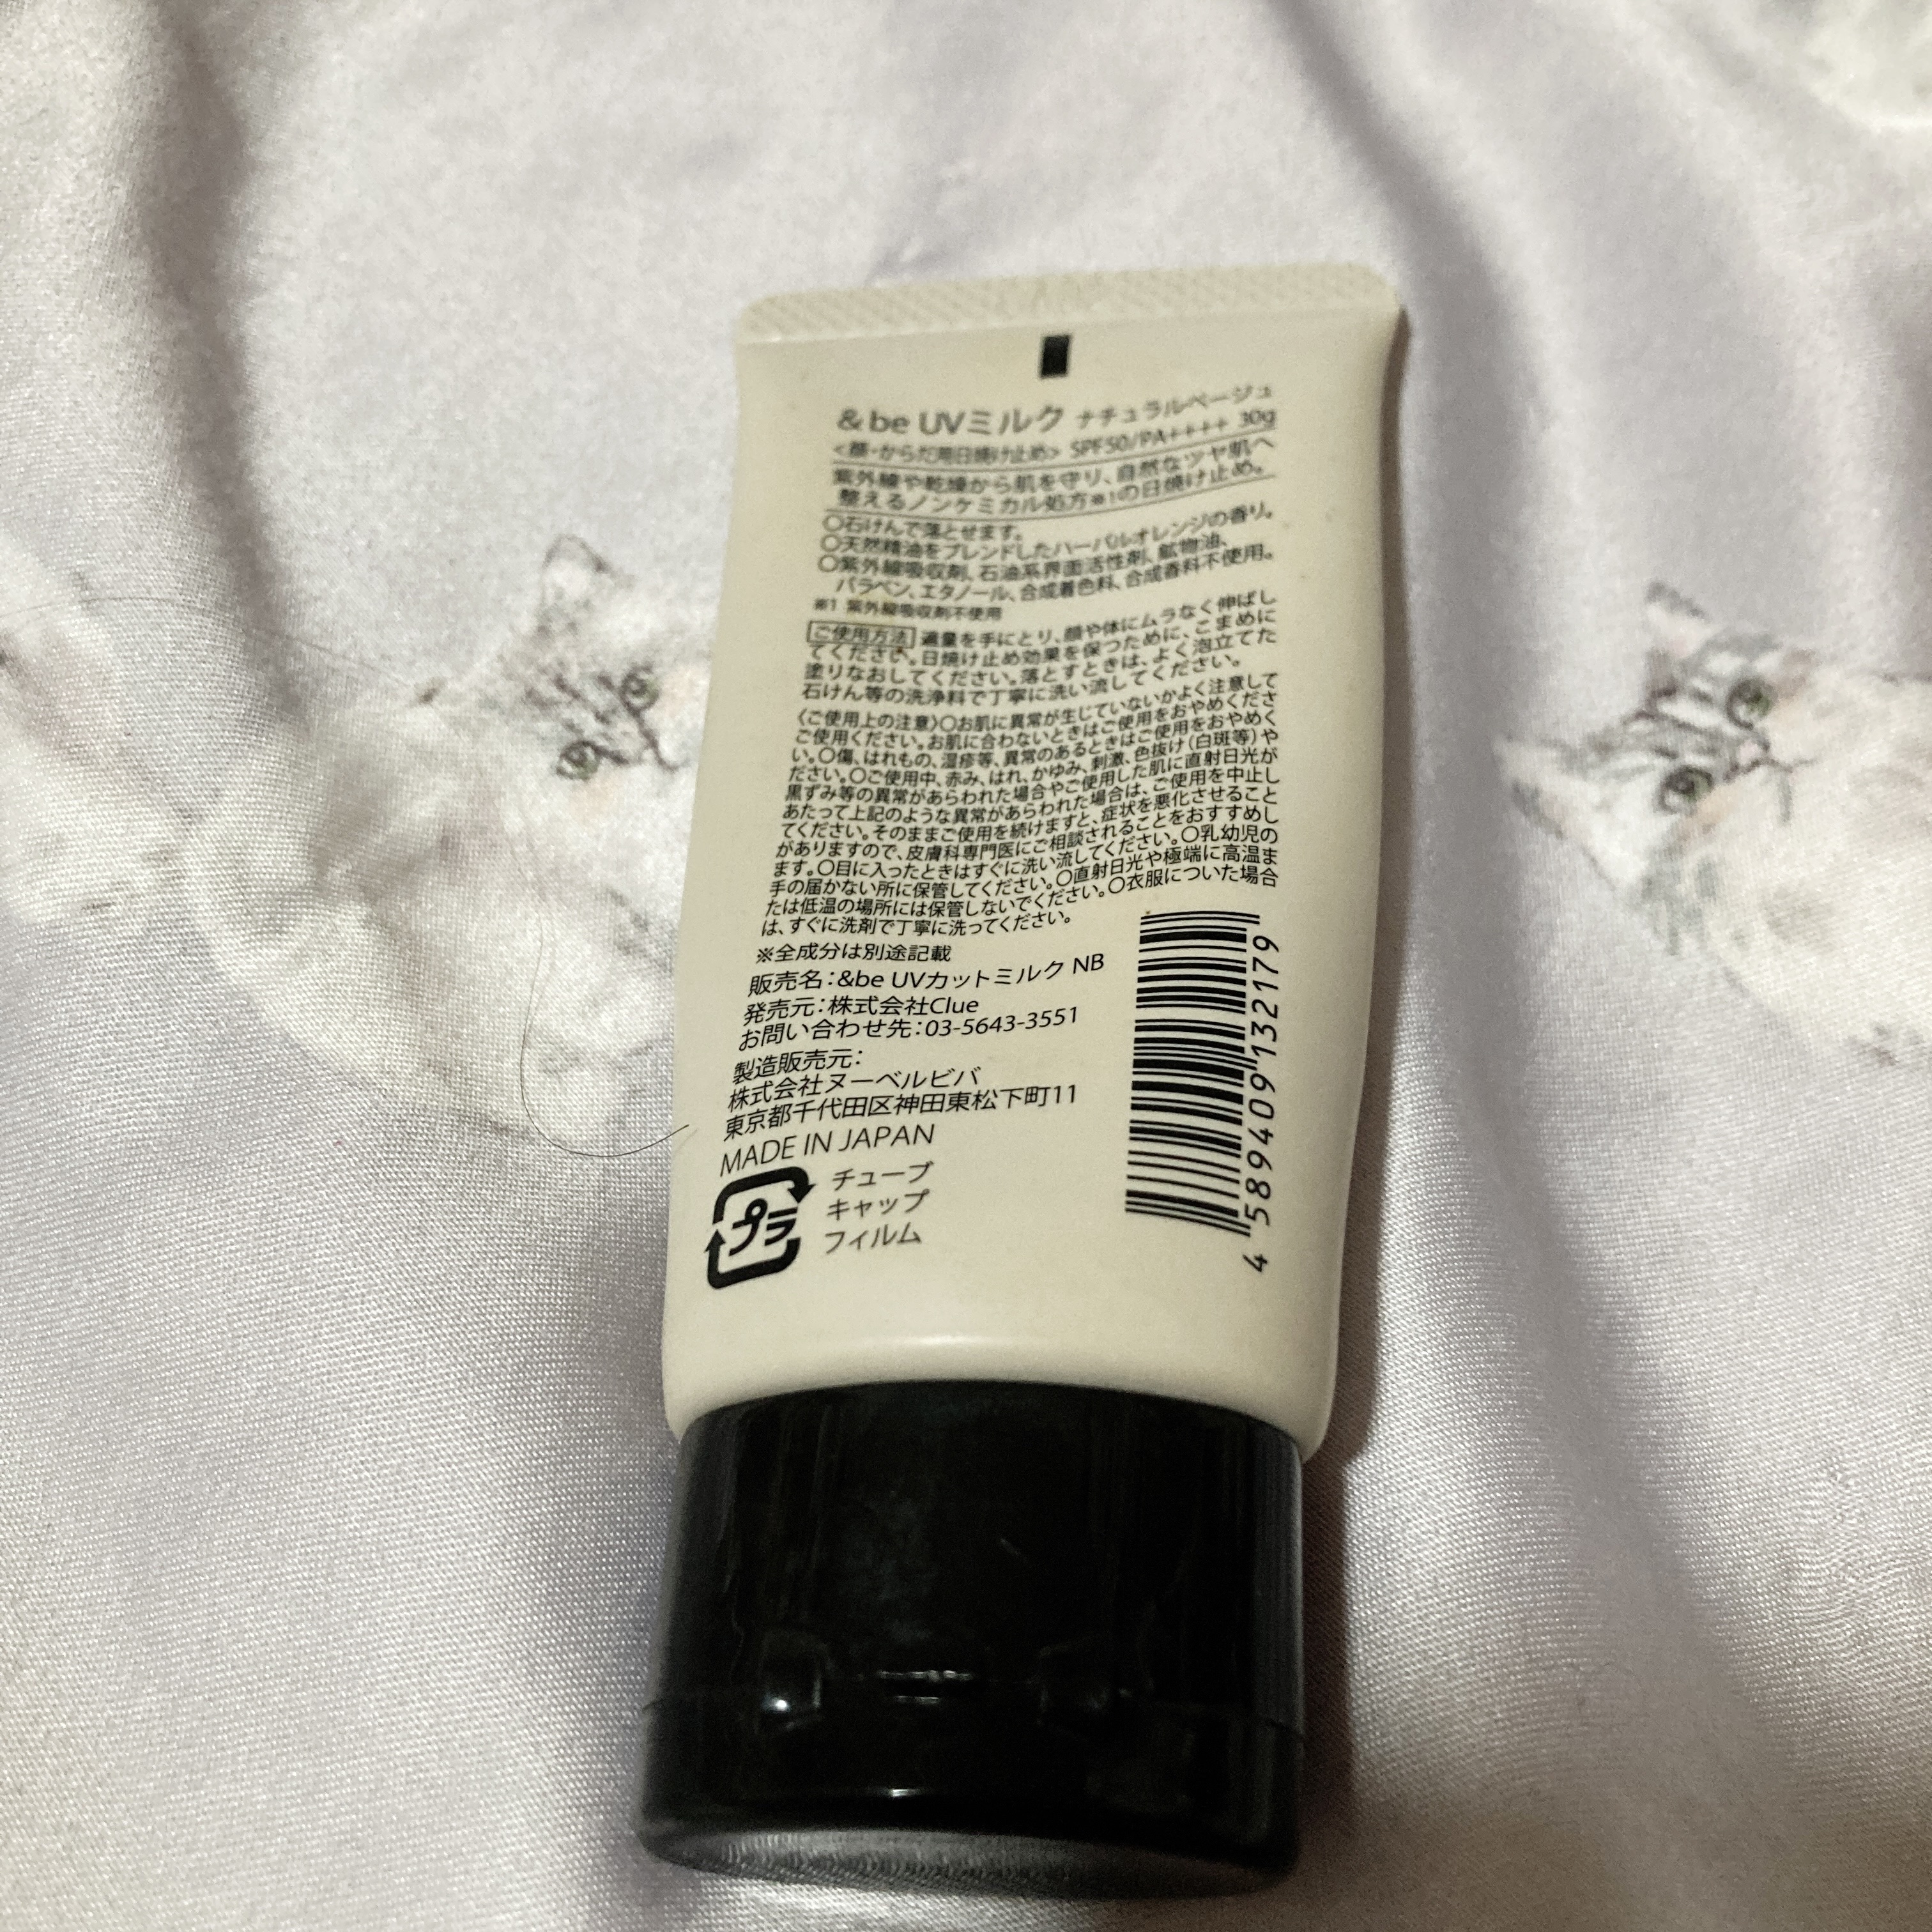 &be UVミルク ナチュラルベージュ
<顔・からだ用日焼け止め> SPF50/PA++++ 30g
紫外線や乾燥から肌を守り、自然なツヤ肌へ
整えるノンケミカル処方※1の日焼け止め。
○石けんで落とせます。
○天然精油をブレンドしたハーバルオレンジの香り。
○紫外線吸収剤、石油系界面活性剤、鉱物油、
パラベン、エタノール、合成着色料、合成香料不使用。
※1 紫外線吸収剤不使用
ご使用方法 適量を手にとり、顔や体にムラなく伸ばし
てください。日焼け止め効果を保つために、こまめに
塗りなおしてください。落とすときは、よく泡立てた
石けん等の洗浄料で丁寧に洗い流してください。
〈ご使用上の注意〉○お肌に異常が生じていないかよく注意して
ご使用ください。お肌に合わないときはご使用をおやめくださ
い。○傷、はれもの、湿疹等、異常のあるときはご使用をおやめく
ださい。○ご使用中、赤み、はれ、かゆみ、刺激、色抜け(白斑等)や
黒ずみ等の異常があらわれた場合やご使用した肌に直射日光が
あたって上記のような異常があらわれた場合は、ご使用を中止し
てください。そのままご使用を続けますと、症状を悪化させること
がありますので、皮膚科専門医にご相談されることをおすすめし
ます。○目に入ったときはすぐに洗い流してください。○乳幼児の
手の届かない所に保管してください。○直射日光や極端に高温ま
たは低温の場所には保管しないでください。○衣服についた場合
は、すぐに洗剤で丁寧に洗ってください。
※全成分は別途記載
販売名：&be UVカットミルク NB
発売元：株式会社Clue
お問い合わせ先：03-5643-3551
製造販売元：
株式会社ヌーベルビバ
東京都千代田区神田東松下町11
MADE IN JAPAN
プラ
チューブ
キャップ
フィルム
4 589409 132179